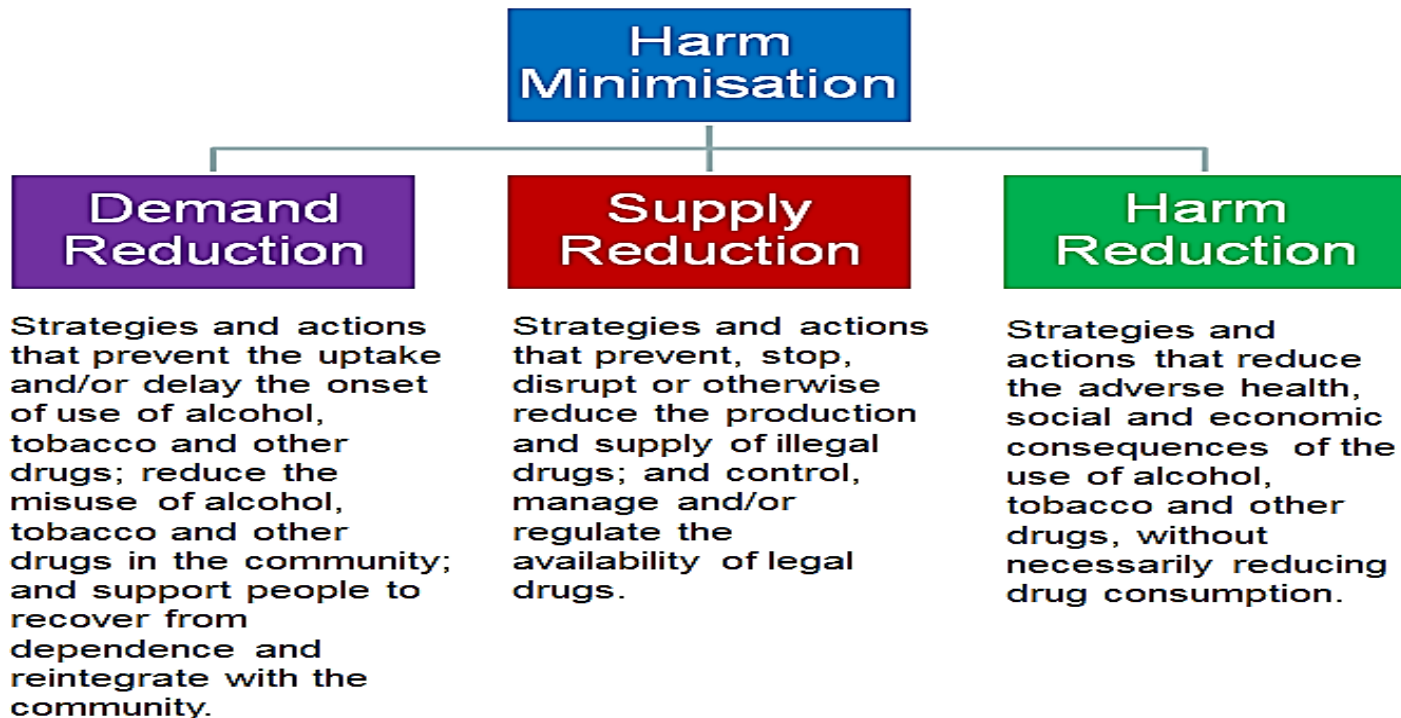 Harm
Minimisation
Demand
Reduction
Strategies and actions
that prevent the uptake
and/or delay the onset
of use of alcohol,
tobacco and other
drugs; reduce the
misuse of alcohol,
tobacco and other
drugs in the community;
and support people to
recover from
dependence and
reintegrate with the
community.
Supply
Reduction
Strategies and actions
that prevent, stop,
disrupt or otherwise
reduce the production
and supply of illegal
drugs; and control,
manage and/or
regulate the
availability of legal
drugs.
Harm
Reduction
Strategies and
actions that reduce
the adverse health,
social and economic
consequences of the
use of alcohol,
tobacco and other
drugs, without
necessarily reducing
drug consumption.